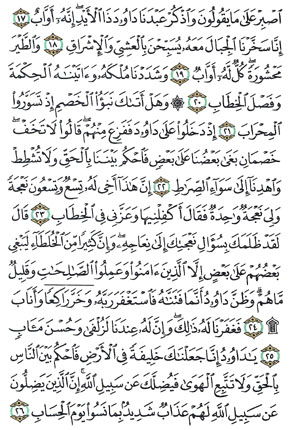 ٱصۡبِرۡ عَلَىٰ مَا يَقُولُونَ وَٱذۡكُرۡ عَبۡدَنَا دَاوُۥدَ ذَا ٱلۡأَيۡدِۖ إِنَّهُۥٓ أَوَّابٌ ١٧
إِنَّا سَخَّرۡنَا ٱلۡجِبَالَ مَعَهُۥ يُسَبِّحۡنَ بِٱلۡعَشِيِّ وَٱلۡإِشۡرَاقِ ١٨ وَٱلطَّيۡرَ
مَحۡشُورَةٗۖ كُلّٞ لَّهُۥٓ أَوَّابٞ ١٩ وَشَدَدۡنَا مُلۡكَهُۥ وَءَاتَيۡنَٰهُ ٱلۡحِكۡمَةَ
وَفَصۡلَ ٱلۡخِطَابِ ٢٠ ۞ وَهَلۡ أَتَىٰكَ نَبَؤُاْ ٱلۡخَصۡمِ إِذۡ تَسَوَّرُواْ
ٱلۡمِحۡرَابَ ٢١ إِذۡ دَخَلُواْ عَلَىٰ دَاوُۥدَ فَفَزِعَ مِنۡهُمۡۖ قَالُواْ لَا تَخَفۡۖ
خَصۡمَانِ بَغَىٰ بَعۡضُنَا عَلَىٰ بَعۡضٖ فَٱحۡكُم بَيۡنَنَا بِٱلۡحَقِّ وَلَا تُشۡطِطۡ
وَٱهۡدِنَآ إِلَىٰ سَوَآءِ ٱلصِّرَٰطِ ٢٢ إِنَّ هَٰذَآ أَخِي لَهُۥ تِسۡعٞ وَتِسۡعُونَ نَعۡجَةٗ
وَلِيَ نَعۡجَةٞ وَٰحِدَةٞ فَقَالَ أَكۡفِلۡنِيهَا وَعَزَّنِي فِي ٱلۡخِطَابِ ٢٣ قَالَ
لَقَدۡ ظَلَمَكَ بِسُؤَالِ نَعۡجَتِكَ إِلَىٰ نِعَاجِهِۦۖ وَإِنَّ كَثِيرٗا مِّنَ ٱلۡخُلَطَآءِ لَيَبۡغِي
بَعۡضُهُمۡ عَلَىٰ بَعۡضٍ إِلَّا ٱلَّذِينَ ءَامَنُواْ وَعَمِلُواْ ٱلصَّٰلِحَٰتِ وَقَلِيلٞ
مَّا هُمۡۗ وَظَنَّ دَاوُۥدُ أَنَّمَا فَتَنَّٰهُ فَٱسۡتَغۡفَرَ رَبَّهُۥ وَخَرَّۤ رَاكِعٗاۤ وَأَنَابَ
۩ ٢٤ فَغَفَرۡنَا لَهُۥ ذَٰلِكَۖ وَإِنَّ لَهُۥ عِندَنَا لَزُلۡفَىٰ وَحُسۡنَ مَـَٔابٖ
٢٥ يَٰدَاوُۥدُ إِنَّا جَعَلۡنَٰكَ خَلِيفَةٗ فِي ٱلۡأَرۡضِ فَٱحۡكُم بَيۡنَ ٱلنَّاسِ
بِٱلۡحَقِّ وَلَا تَتَّبِعِ ٱلۡهَوَىٰ فَيُضِلَّكَ عَن سَبِيلِ ٱللَّهِۚ إِنَّ ٱلَّذِينَ يَضِلُّونَ
عَن سَبِيلِ ٱللَّهِ لَهُمۡ عَذَابٞ شَدِيدُۢ بِمَا نَسُواْ يَوۡمَ ٱلۡحِسَابِ ٢٦